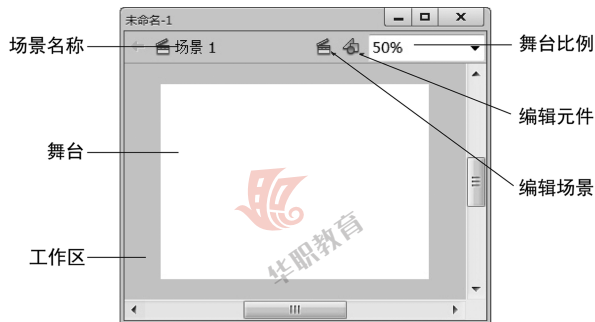 未命名-1
场景名称
场景 1
50%
舞台比例
编辑元件
舞台
编辑场景
华职教育
工作区